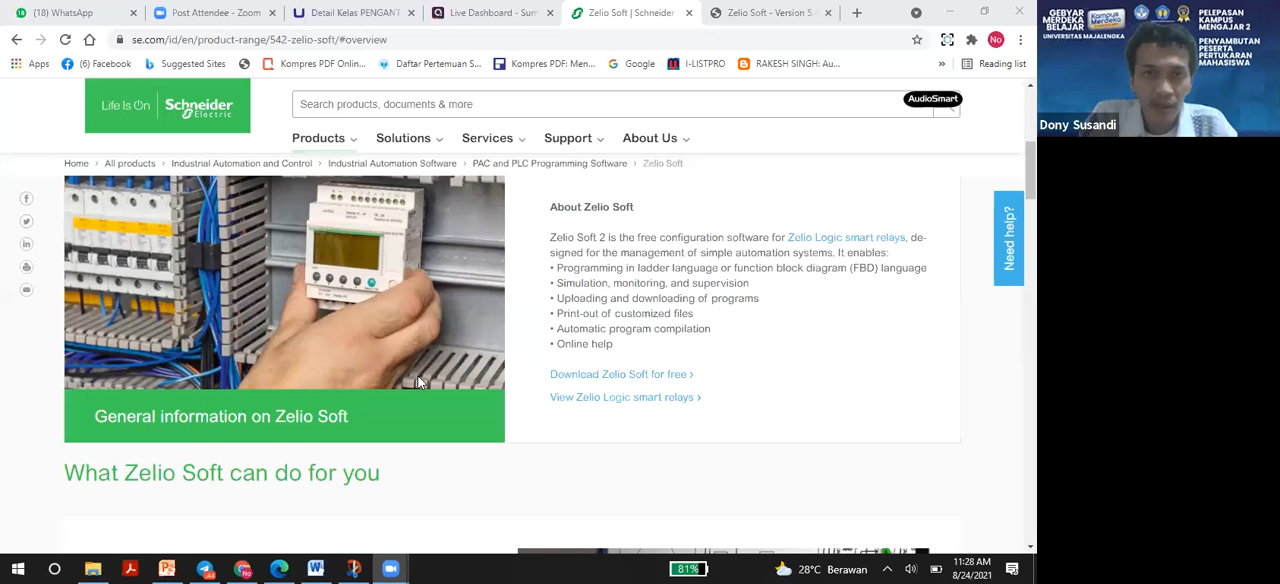 (18) WhatsApp
Post Attendee - Zoom
Detail Kelas PENGANT
Live Dashboard - Sum
Zelio Soft | Schneider
Zelio Soft - Version 5.4
se.com/id/en/product-range/542-zelio-soft/#overview
No
Apps
(6) Facebook
Suggested Sites
Kompres PDF Onlin...
Daftar Pertemuan S...
Kompres PDF: Men...
Google
I-LISTPRO
RAKESH SINGH: Au...
»
Reading list
Life Is On
Schneider
Electric
Search products, documents & more
AudioSmart
Products
Solutions
Services
Support
About Us
Home > All products > Industrial Automation and Control > Industrial Automation Software > PAC and PLC Programming Software > Zelio Soft
About Zelio Soft
Zelio Soft 2 is the free configuration software for Zelio Logic smart relays, de-
signed for the management of simple automation systems. It enables:
• Programming in ladder language or function block diagram (FBD) language
• Simulation, monitoring, and supervision
• Uploading and downloading of programs
• Print-out of customized files
• Automatic program compilation
• Online help
Download Zelio Soft for free >
View Zelio Logic smart relays >
General information on Zelio Soft
What Zelio Soft can do for you
Need help?
GEBYAR
MERDEKA
BELAJAR
UNIVERSITAS MAJALENGKA
Kampus
Merdeka
PELEPASAN
KAMPUS
MENGAJAR 2
PENYAMBUTAN
PESERTA
PERTUKARAN
MAHASISWA
Dony Susandi
81%
28°C Berawan
11:28 AM
8/24/2021